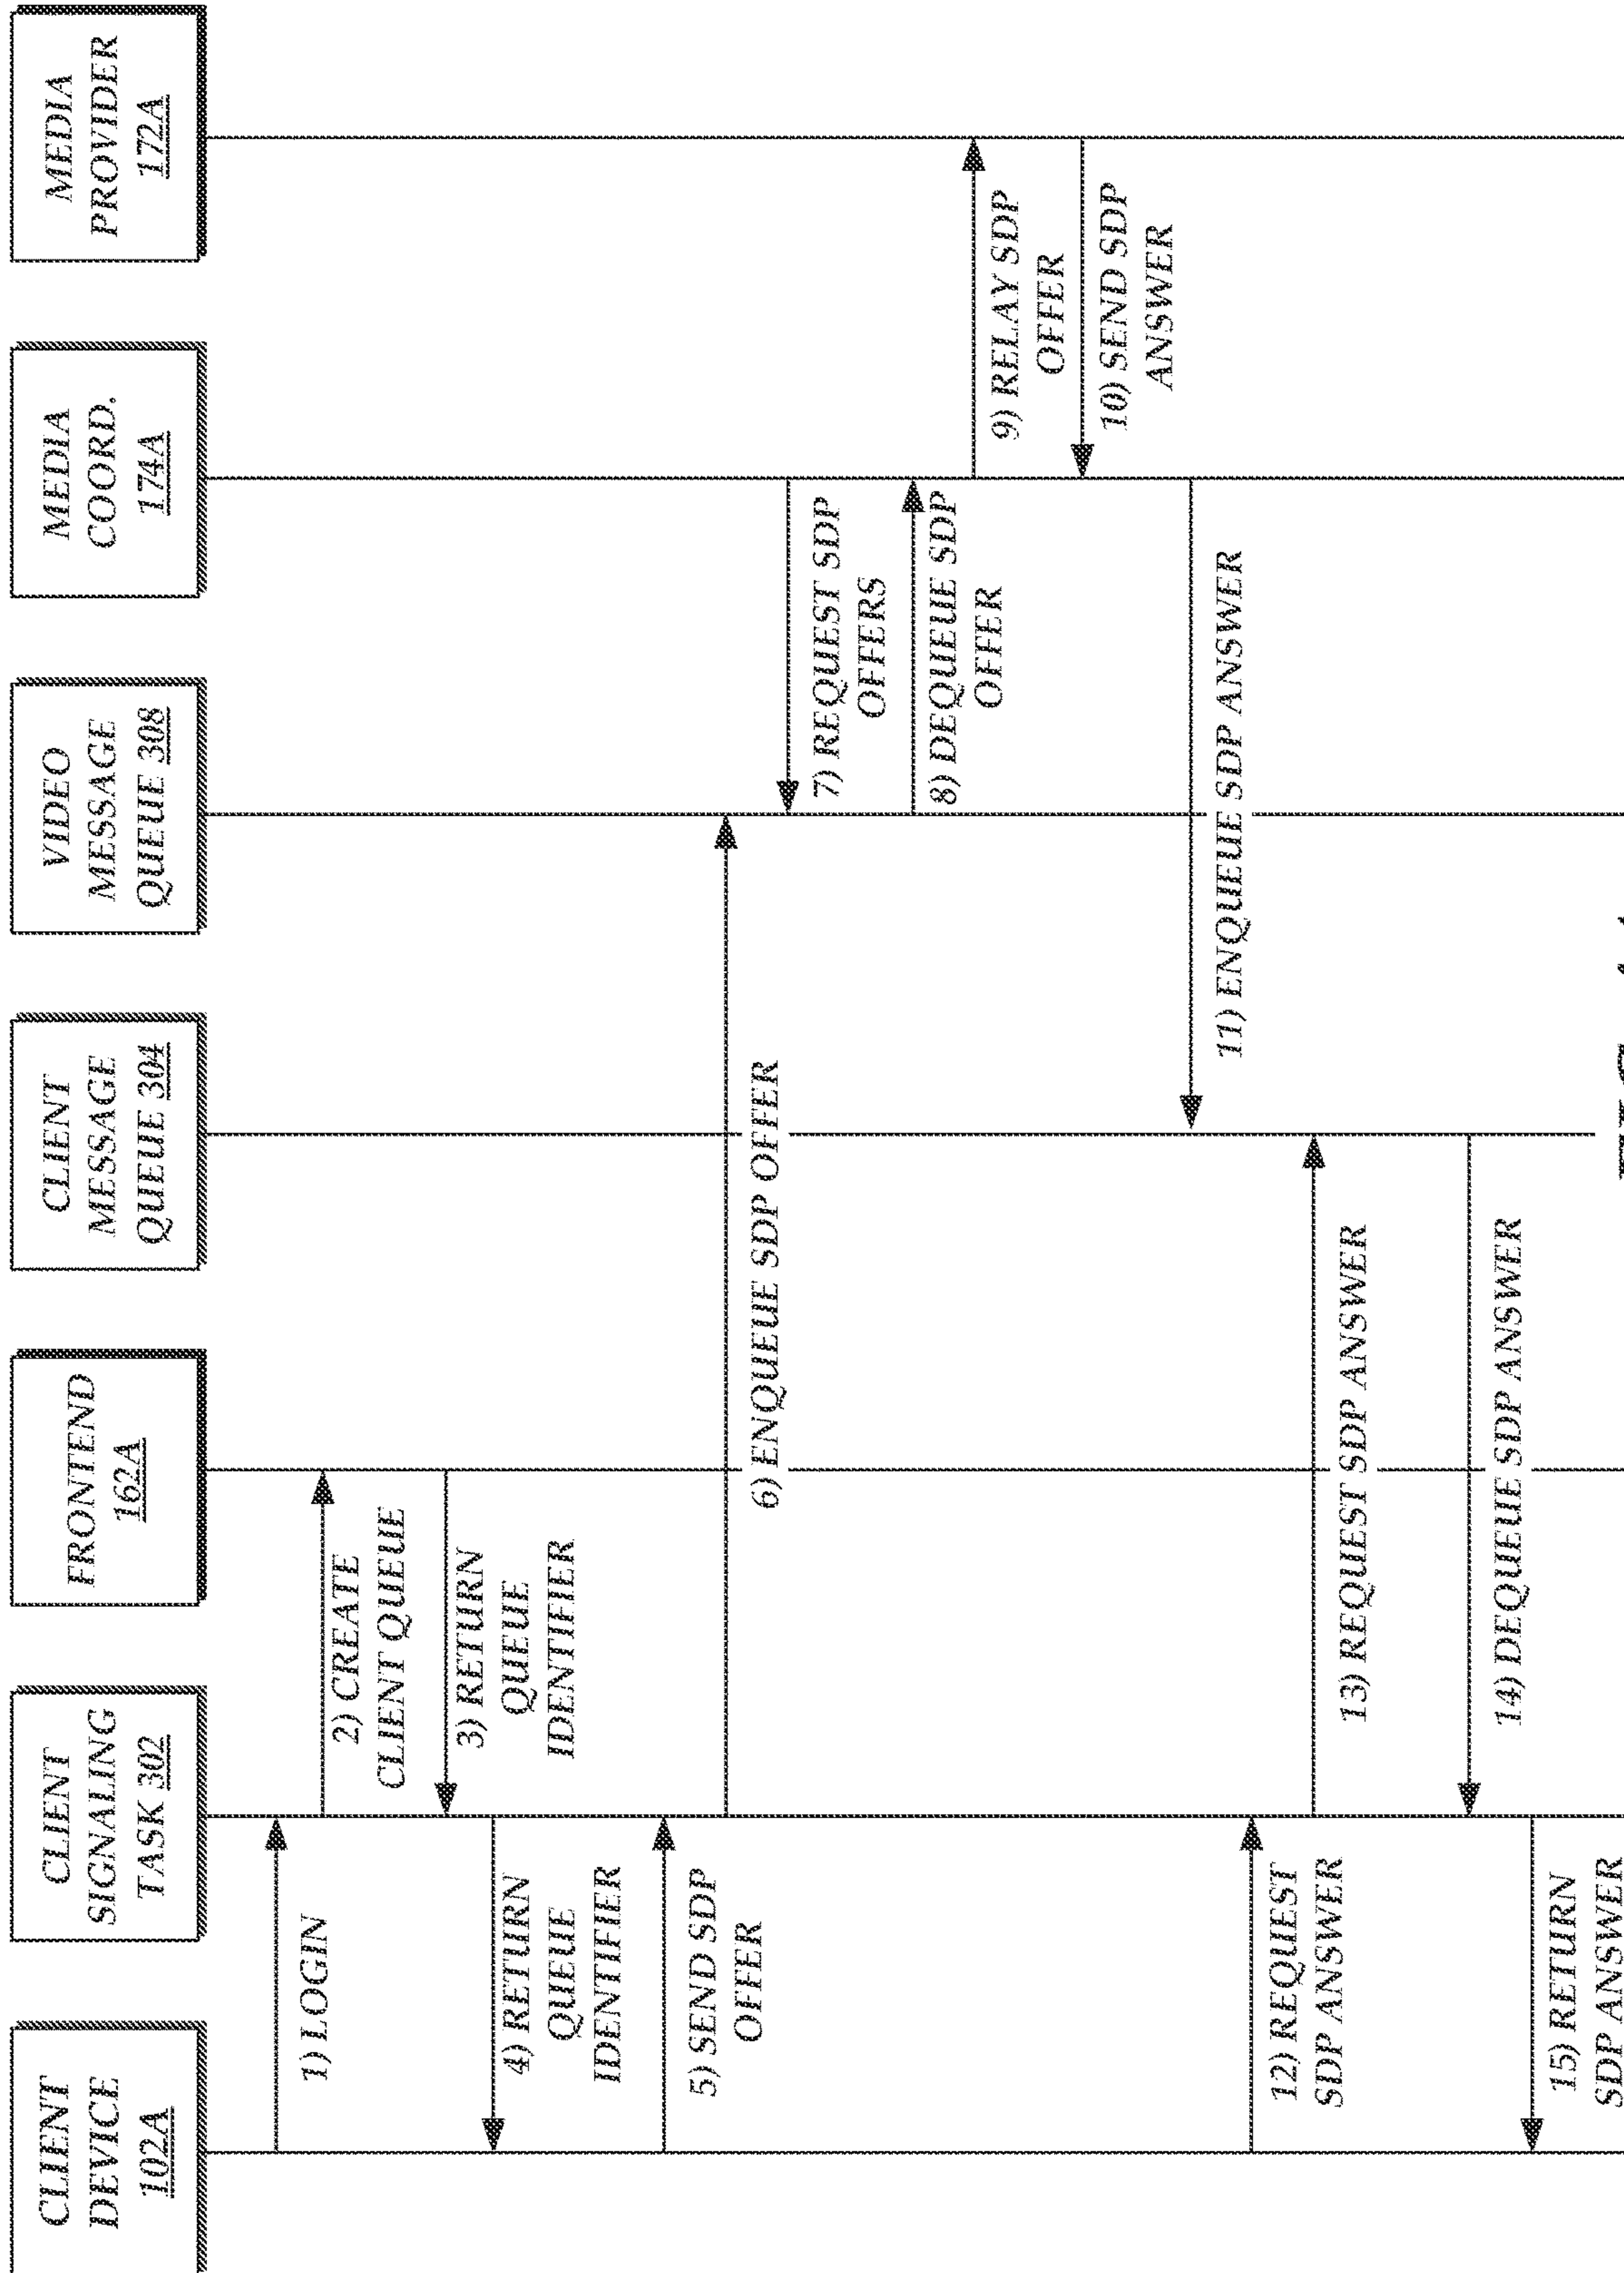 CLIENT
DEVICE
102A
CLIENT
SIGNALING
TASK 302
FRONTEND
162A
CLIENT
MESSAGE
QUEUE 304
VIDEO
MESSAGE
QUEUE 308
MEDIA
COORD.
174A
MEDIA
PROVIDER
172A
1) LOGIN
2) CREATE
CLIENT QUEUE
3) RETURN
QUEUE
IDENTIFIER
4) RETURN
QUEUE
IDENTIFIER
5) SEND SDP
OFFER
6) ENQUEUE SDP OFFER
7) REQUEST SDP
OFFERS
8) DEQUEUE SDP
OFFER
9) RELAY SDP
OFFER
10) SEND SDP
ANSWER
11) ENQUEUE SDP ANSWER
12) REQUEST
SDP ANSWER
13) REQUEST SDP ANSWER
14) DEQUEUE SDP ANSWER
15) RETURN
SDP ANSWER